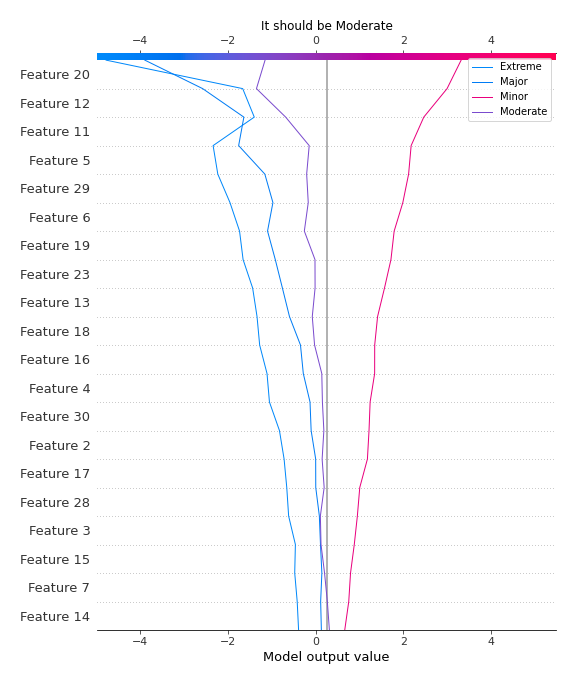 It should be Moderate
−4 −2 0 2 4
Extreme
Major
Minor
Moderate
Feature 20
Feature 12
Feature 11
Feature 5
Feature 29
Feature 6
Feature 19
Feature 23
Feature 13
Feature 18
Feature 16
Feature 4
Feature 30
Feature 2
Feature 17
Feature 28
Feature 3
Feature 15
Feature 7
Feature 14
−4 −2 0 2 4
Model output value